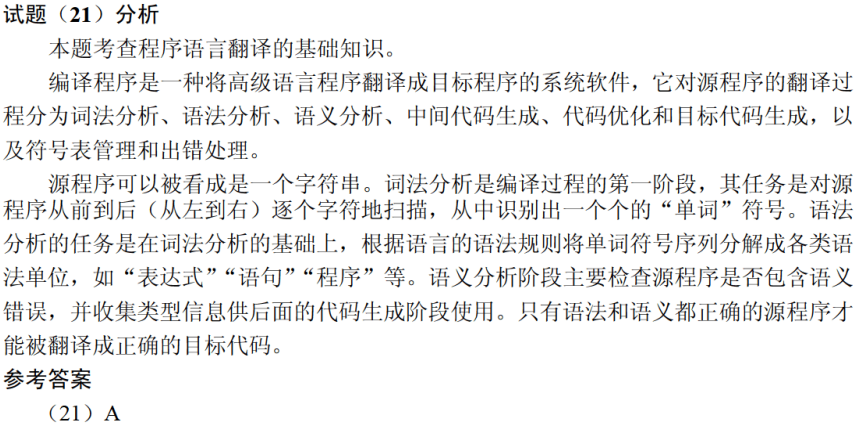 试题（21）分析
本题考查程序语言翻译的基础知识。
编译程序是一种将高级语言程序翻译成目标程序的系统软件，它对源程序的翻译过
程分为词法分析、语法分析、语义分析、中间代码生成、代码优化和目标代码生成，以
及符号表管理和出错处理。
源程序可以被看成是一个字符串。词法分析是编译过程的第一阶段，其任务是对源
程序从前到后（从左到右）逐个字符地扫描，从中识别出一个个的“单词”符号。语法
分析的任务是在词法分析的基础上，根据语言的语法规则将单词符号序列分解成各类语
法单位，如“表达式”“语句”“程序”等。语义分析阶段主要检查源程序是否包含语义
错误，并收集类型信息供后面的代码生成阶段使用。只有语法和语义都正确的源程序才
能被翻译成正确的目标代码。
参考答案
（21）A